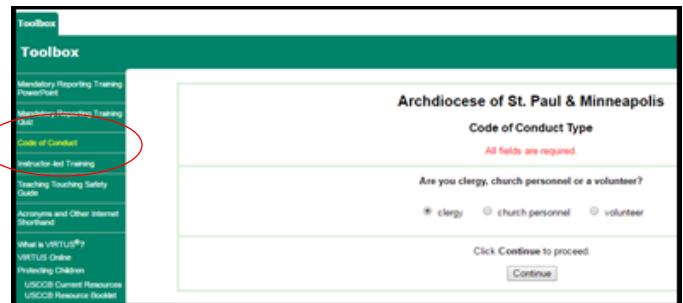 Toolbox
Toolbox
Mandatory Reporting Training
PowerPoint
Mandatory Reporting Training
Quiz
Code of Conduct
Instructor-led Training
Teaching Touching Safety
Guide
Acronyms and Other Internet
Shorthand
What is VIRTUS®?
VIRTUS Online
Protecting Children
USCCB Current Resources
USCCB Resource Booklet
Archdiocese of St. Paul & Minneapolis
Code of Conduct Type
All fields are required.
Are you clergy, church personnel or a volunteer?
clergy church personnel volunteer
Click Continue to proceed.
Continue